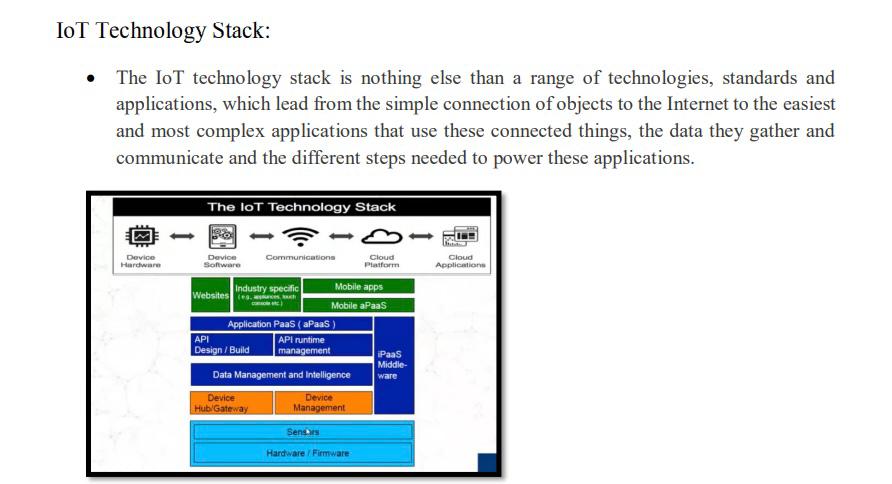 IoT Technology Stack:
• The IoT technology stack is nothing else than a range of technologies, standards and
applications, which lead from the simple connection of objects to the Internet to the easiest
and most complex applications that use these connected things, the data they gather and
communicate and the different steps needed to power these applications.
The IoT Technology Stack
Device
Hardware
Device
Software
Communications
Cloud
Platform
Cloud
Applications
Websites
Industry specific
(e.g., appliances, touch
console etc.)
Mobile apps
Mobile aPaaS
Application PaaS ( aPaaS )
API
Design / Build
API runtime
management
iPaaS
Middle-
ware
Data Management and Intelligence
Device
Hub/Gateway
Device
Management
Sensors
Hardware / Firmware